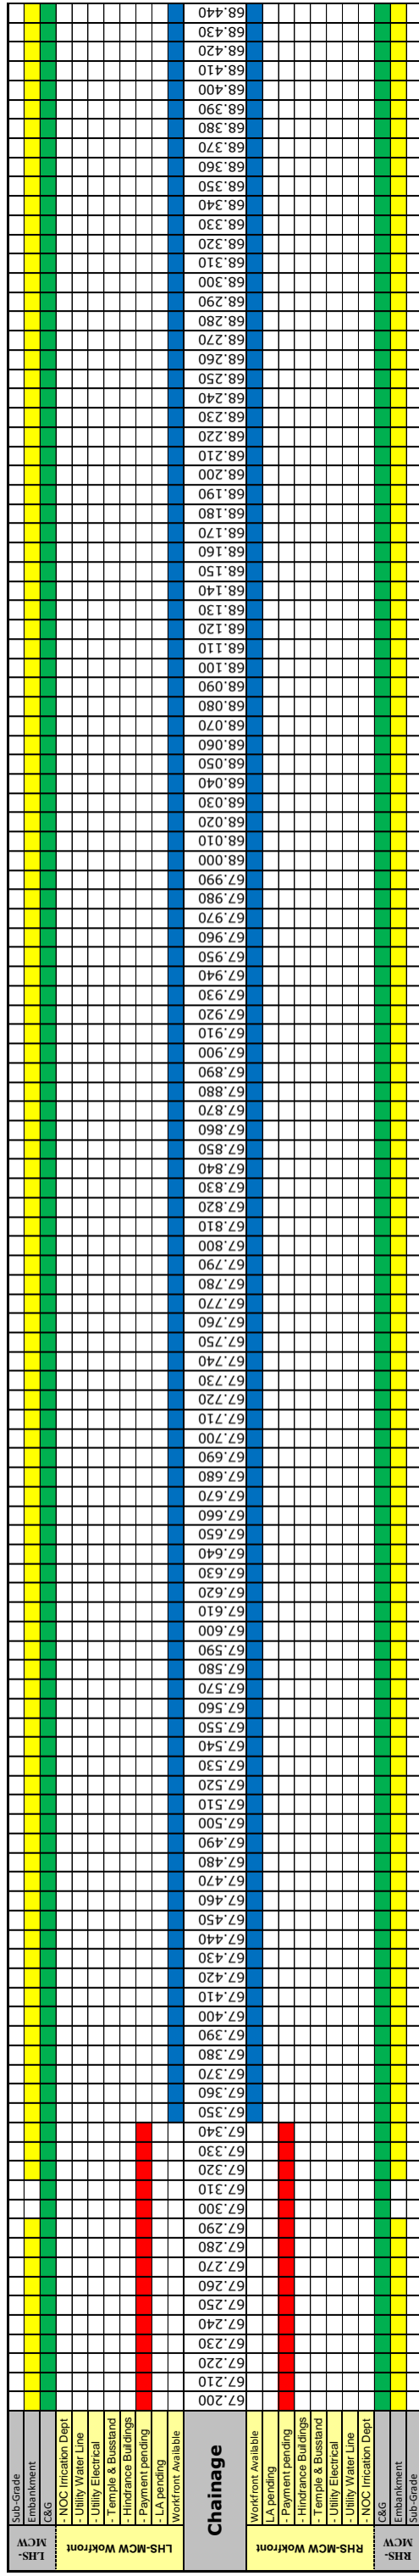 LHS-
MCW
Sub-Grade
Embankment
C&G
LHS-MCW Wokfront
- NOC Irrication Dept
- Utility Water Line
- Utility Electrical
- Temple & Busstand
- Hindrance Buildings
- Payment pending
- LA pending
Workfront Available
Chainage 67.200 67.210 67.220 67.230 67.240 67.250 67.260 67.270 67.280 67.290 67.300 67.310 67.320 67.330 67.340 67.350 67.360 67.370 67.380 67.390 67.400 67.410 67.420 67.430 67.440 67.450 67.460 67.470 67.480 67.490 67.500 67.510 67.520 67.530 67.540 67.550 67.560 67.570 67.580 67.590 67.600 67.610 67.620 67.630 67.640 67.650 67.660 67.670 67.680 67.690 67.700 67.710 67.720 67.730 67.740 67.750 67.760 67.770 67.780 67.790 67.800 67.810 67.820 67.830 67.840 67.850 67.860 67.870 67.880 67.890 67.900 67.910 67.920 67.930 67.940 67.950 67.960 67.970 67.980 67.990 68.000 68.010 68.020 68.030 68.040 68.050 68.060 68.070 68.080 68.090 68.100 68.110 68.120 68.130 68.140 68.150 68.160 68.170 68.180 68.190 68.200 68.210 68.220 68.230 68.240 68.250 68.260 68.270 68.280 68.290 68.300 68.310 68.320 68.330 68.340 68.350 68.360 68.370 68.380 68.390 68.400 68.410 68.420 68.430 68.440
RHS-MCW Wokfront
Workfront Available
LA pending
- Payment pending
- Hindrance Buildings
- Temple & Busstand
- Utility Electrical
- Utility Water Line
- NOC Irrication Dept
RHS-
MCW
C&G
Embankment
Sub-Grade